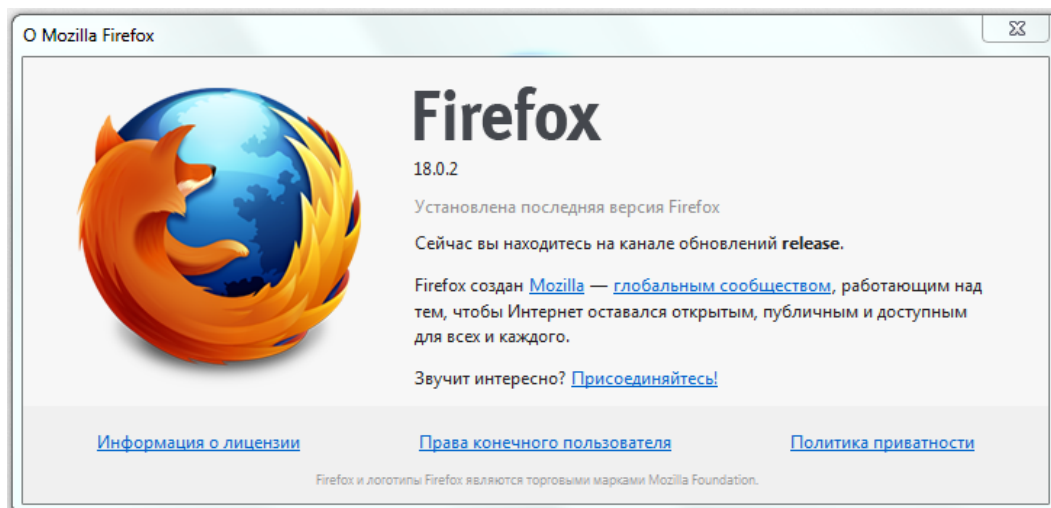 О Mozilla Firefox
Firefox
18.0.2
Установлена последняя версия Firefox
Сейчас вы находитесь на канале обновлений release.
Firefox создан Mozilla — глобальным сообществом, работающим над
тем, чтобы Интернет оставался открытым, публичным и доступным
для всех и каждого.
Звучит интересно? Присоединяйтесь!
Информация о лицензии Права конечного пользователя Политика приватности
Firefox и логотипы Firefox являются торговыми марками Mozilla Foundation.